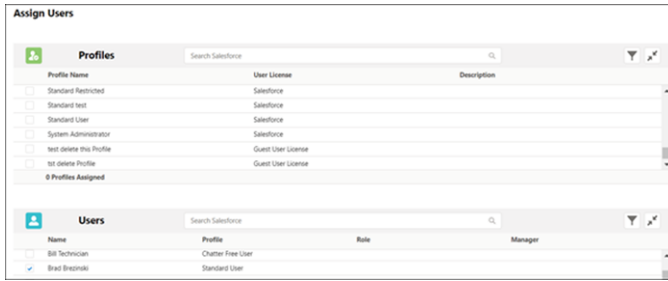 Assign Users
Profiles Search Salesforce
Profile Name User License Description
Standard Restricted Salesforce
Standard test Salesforce
Standard User Salesforce
System Administrator Salesforce
test delete this Profile Guest User License
tst delete Profile Guest User License
0 Profiles Assigned
Users Search Salesforce
Name Profile Role Manager
Bill Technician Chatter Free User
Brad Brezinski Standard User